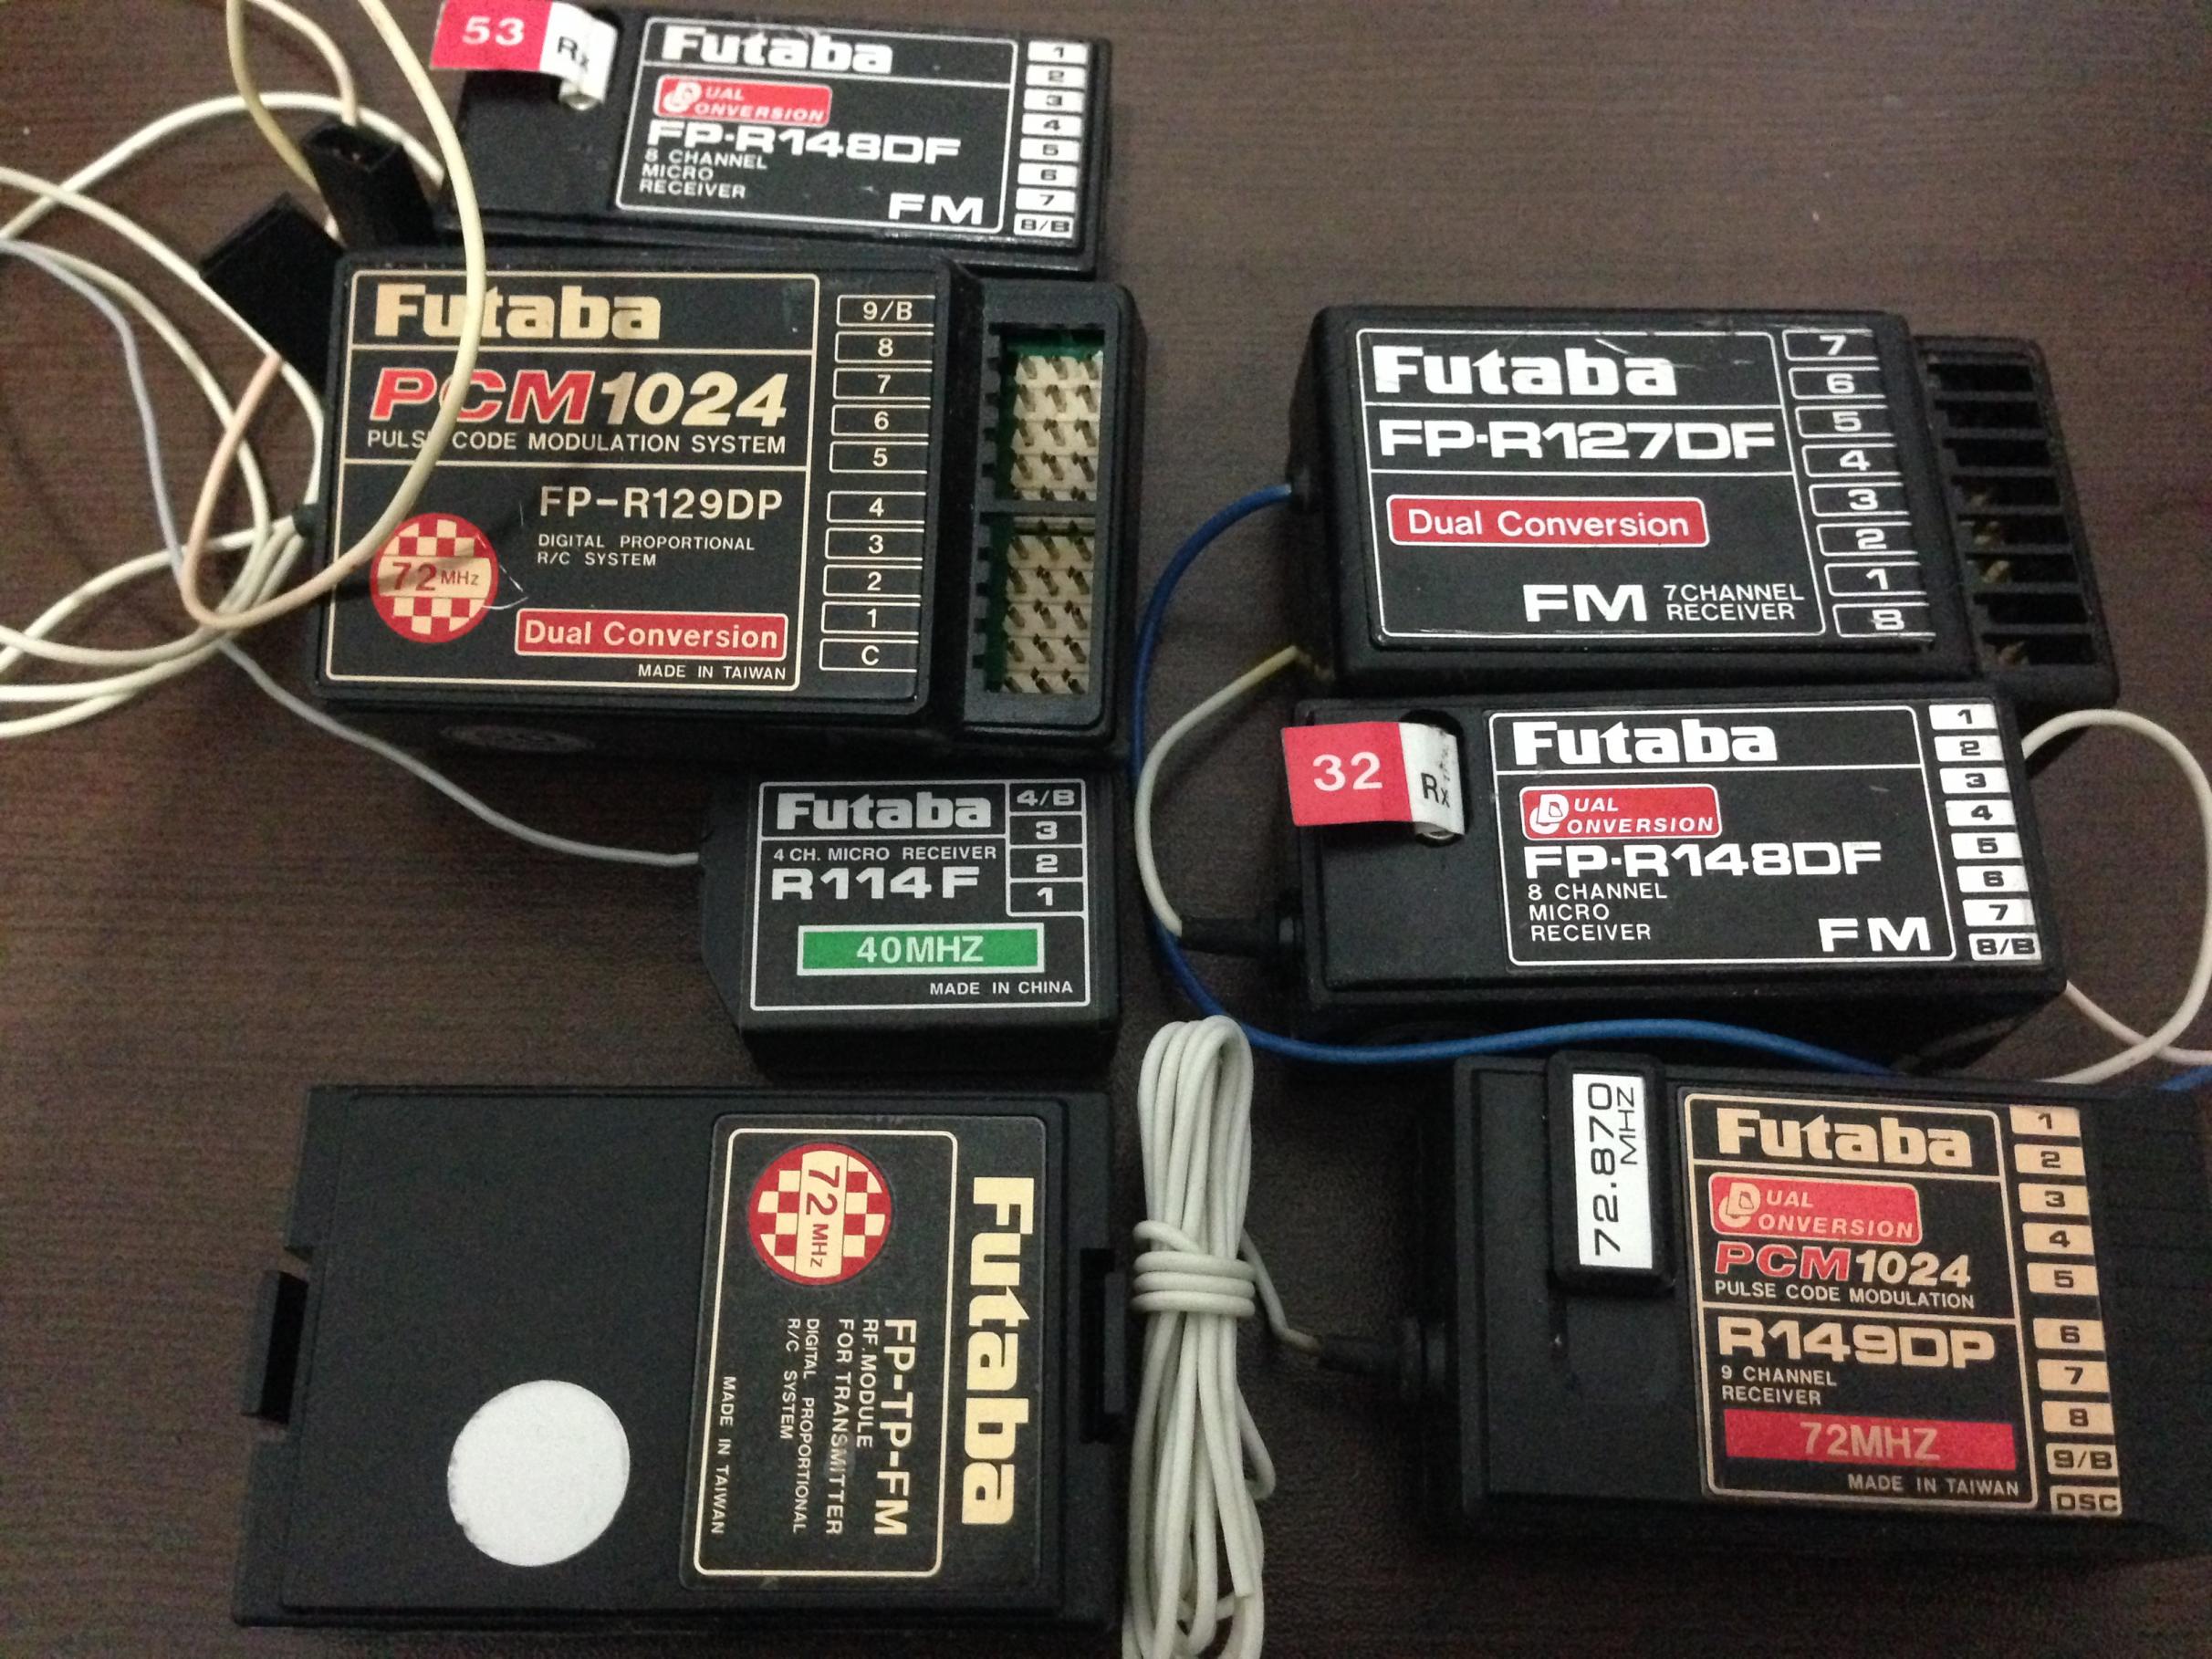 53
Rx
Futaba
DUAL
CONVERSION
FP-R148DF
8 CHANNEL
MICRO
RECEIVER
FM
1
2
3
4
5
6
7
8/B
Futaba
PCM1024
PULSE CODE MODULATION SYSTEM
FP-R129DP
DIGITAL PROPORTIONAL
R/C SYSTEM
72MHz
Dual Conversion
MADE IN TAIWAN
9/B
8
7
6
5
4
3
2
1
C
Futaba
FP-R127DF
Dual Conversion
FM
7CHANNEL
RECEIVER
7
6
5
4
3
2
1
B
Futaba
4 CH. MICRO RECEIVER
R114F
40MHZ
MADE IN CHINA
4/B
3
2
1
32
Rx
Futaba
DUAL
CONVERSION
FP-R148DF
8 CHANNEL
MICRO
RECEIVER
FM
1
2
3
4
5
6
7
8/B
Futaba
72MHz
FP-TP-FM
RF.MODULE
FOR TRANSMITTER
DIGITAL PROPORTIONAL
R/C SYSTEM
MADE IN TAIWAN
72.870
MHZ
Futaba
DUAL
CONVERSION
PCM1024
PULSE CODE MODULATION
R149DP
9 CHANNEL
RECEIVER
72MHZ
MADE IN TAIWAN
1
2
3
4
5
6
7
8
9/B
DSC